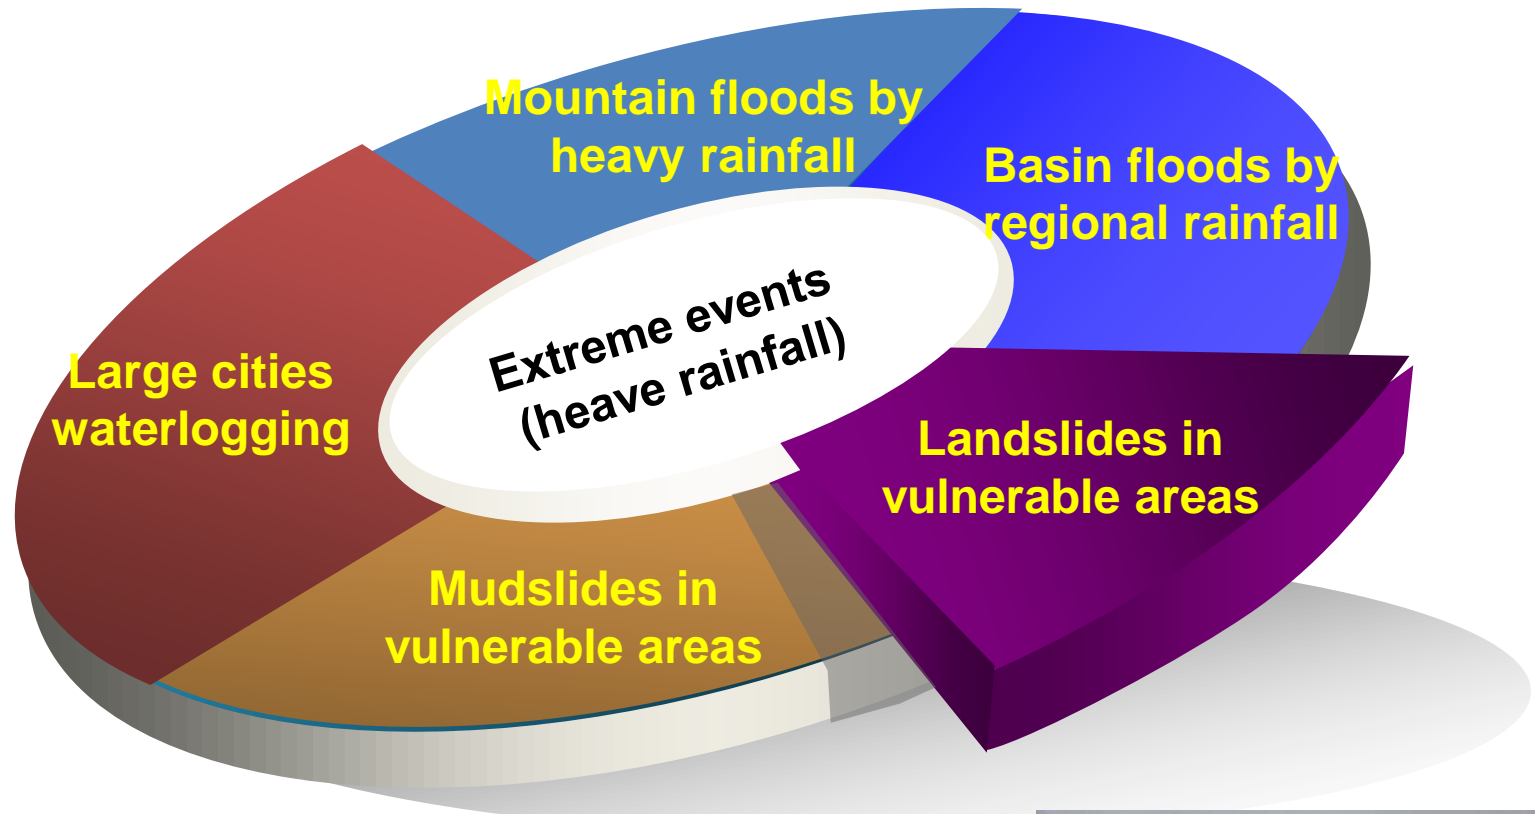 Mountain floods by
heavy rainfall
Basin floods by
regional rainfall
Extreme events
(heave rainfall)
Large cities
waterlogging
Landslides in
vulnerable areas
Mudslides in
vulnerable areas